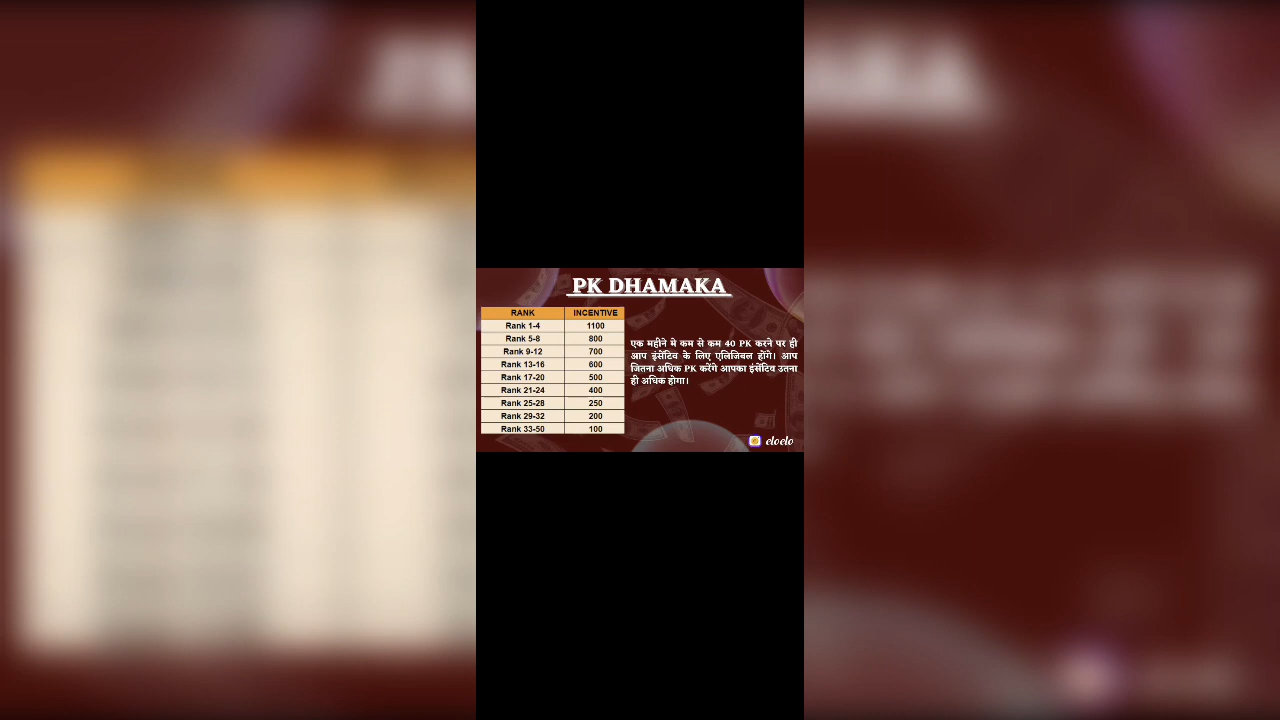 PK DHAMAKA
RANK INCENTIVE
Rank 1-4 1100
Rank 5-8 800
Rank 9-12 700
Rank 13-16 600
Rank 17-20 500
Rank 21-24 400
Rank 25-28 250
Rank 29-32 200
Rank 33-50 100
एक महीने मे कम से कम 40 PK करने पर ही
आप इंसेंटिव के लिए एलिजिबल होंगे। आप
जितना अधिक PK करेंगे आपका इंसेंटिव उतना
ही अधिक होगा।
eloelo